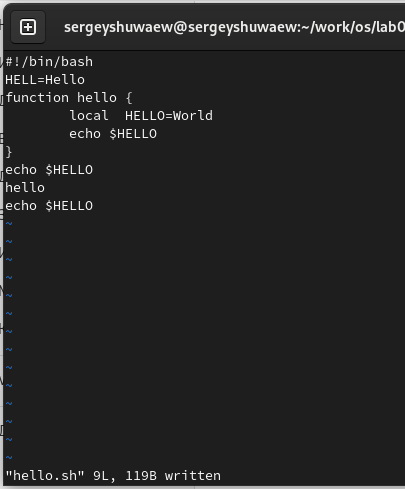 sergeyshuwaew@sergeyshuwaew:~/work/os/lab0
#!/bin/bash
HELL=Hello
function hello {
        local  HELLO=World
        echo $HELLO
}
echo $HELLO
hello
echo $HELLO
~
~
~
~
~
~
~
~
~
~
~
~
~
~
"hello.sh" 9L, 119B written